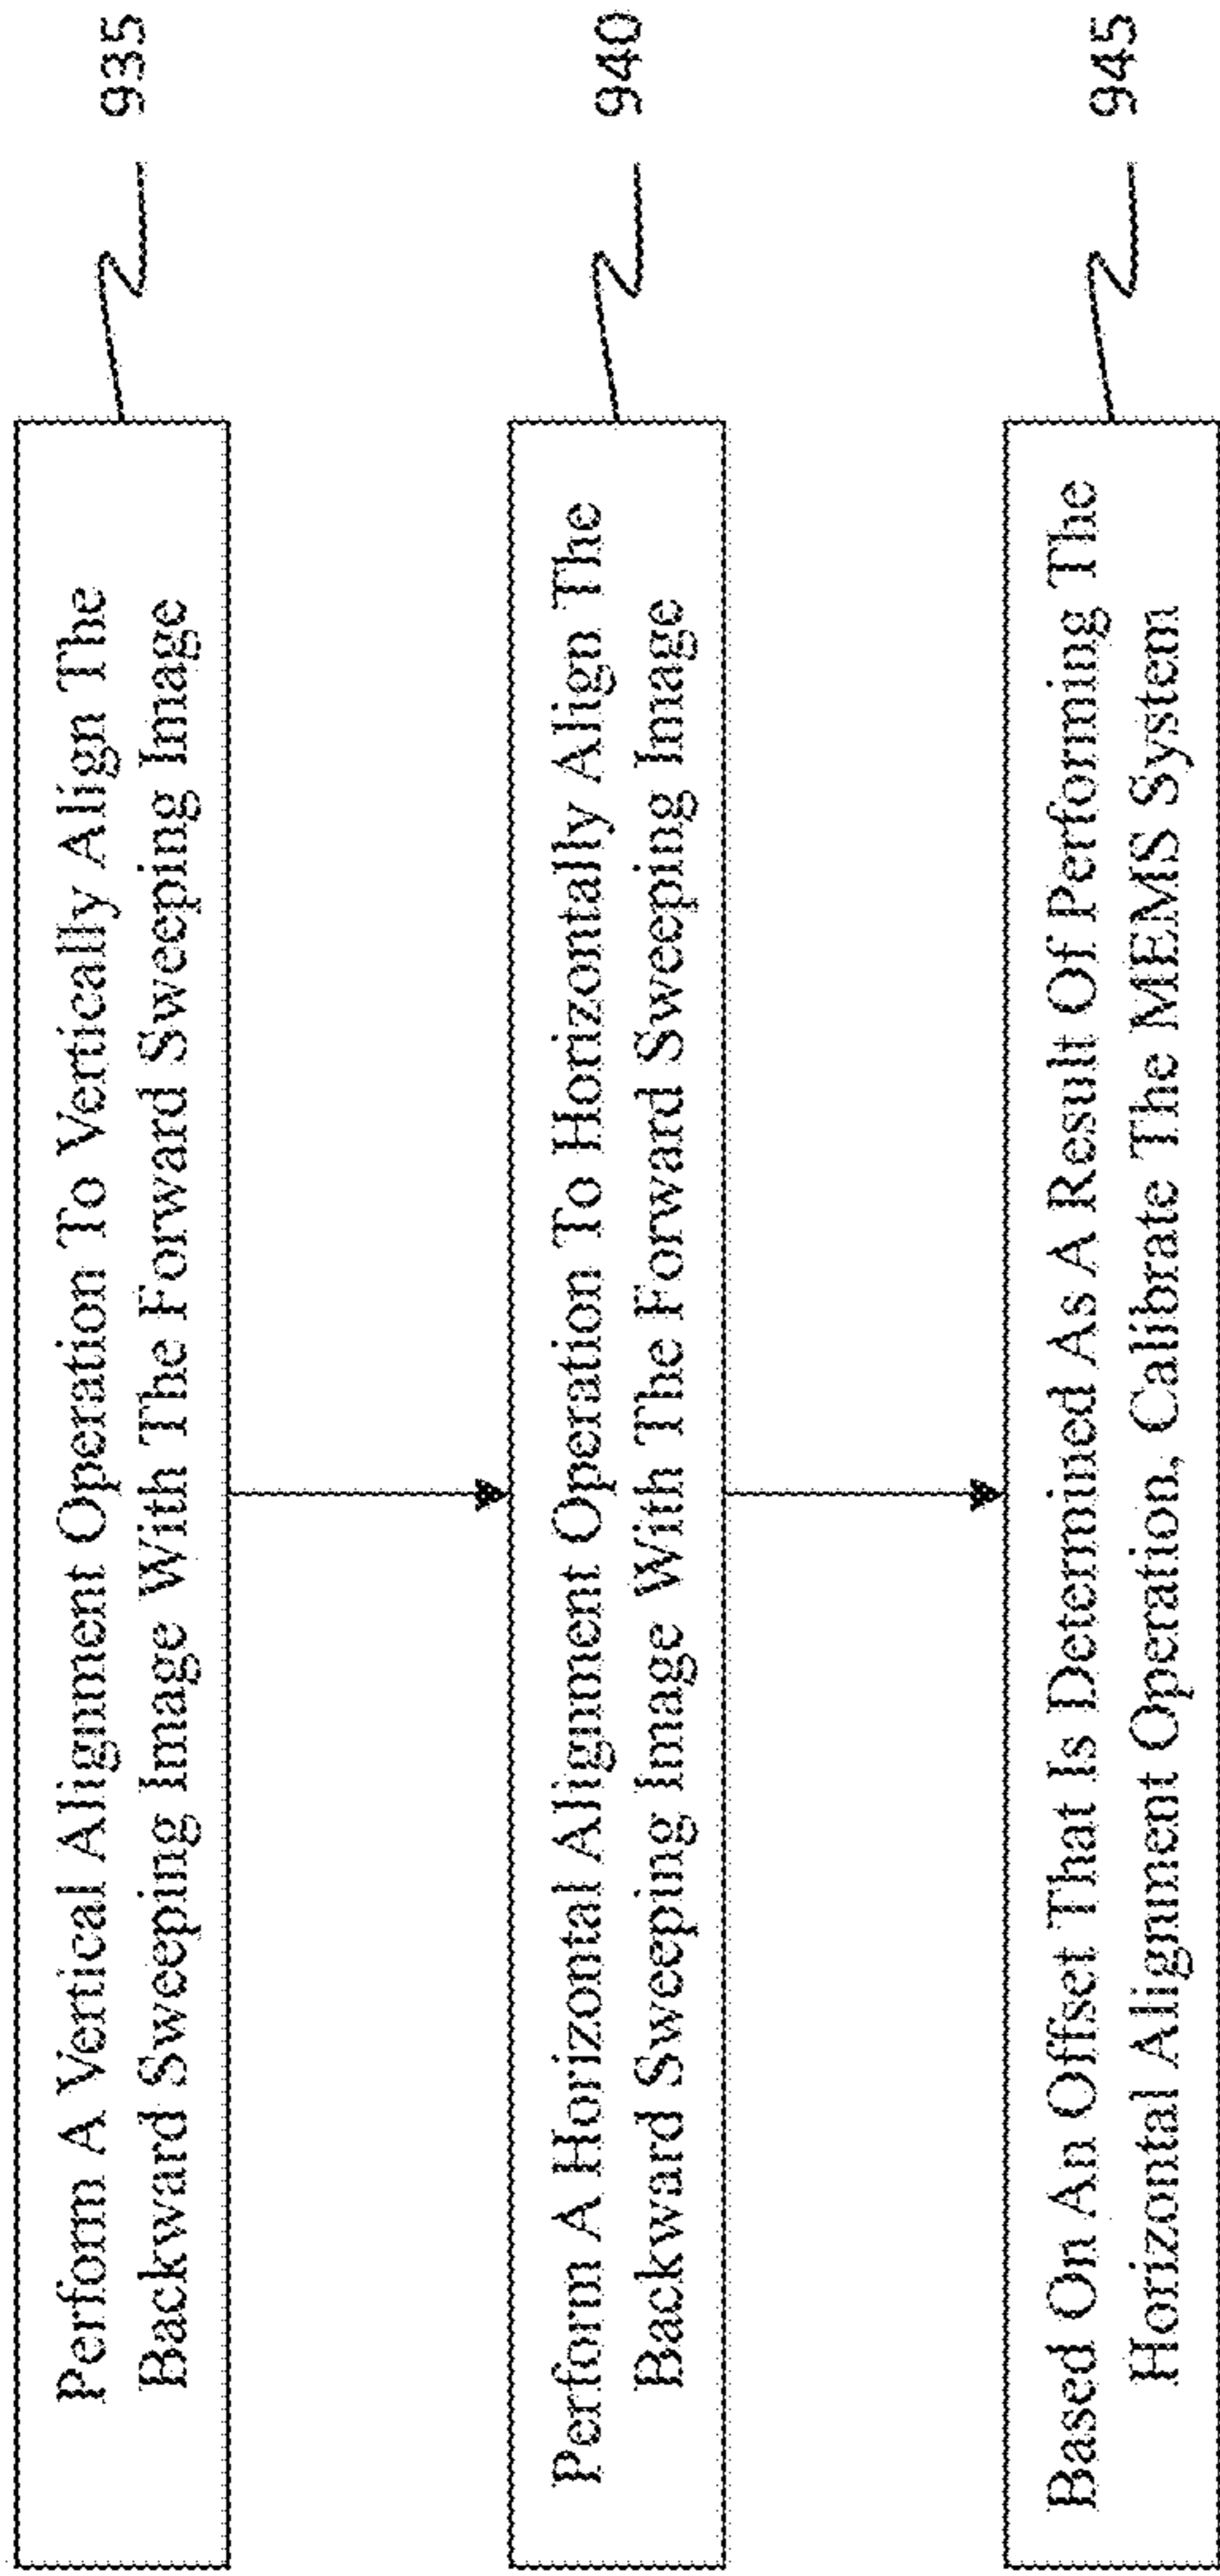 Perform A Vertical Alignment Operation To Vertically Align The
Backward Sweeping Image With The Forward Sweeping Image
935
Perform A Horizontal Alignment Operation To Horizontally Align The
Backward Sweeping Image With The Forward Sweeping Image
940
Based On An Offset That Is Determined As A Result Of Performing The
Horizontal Alignment Operation, Calibrate The MEMS System
945